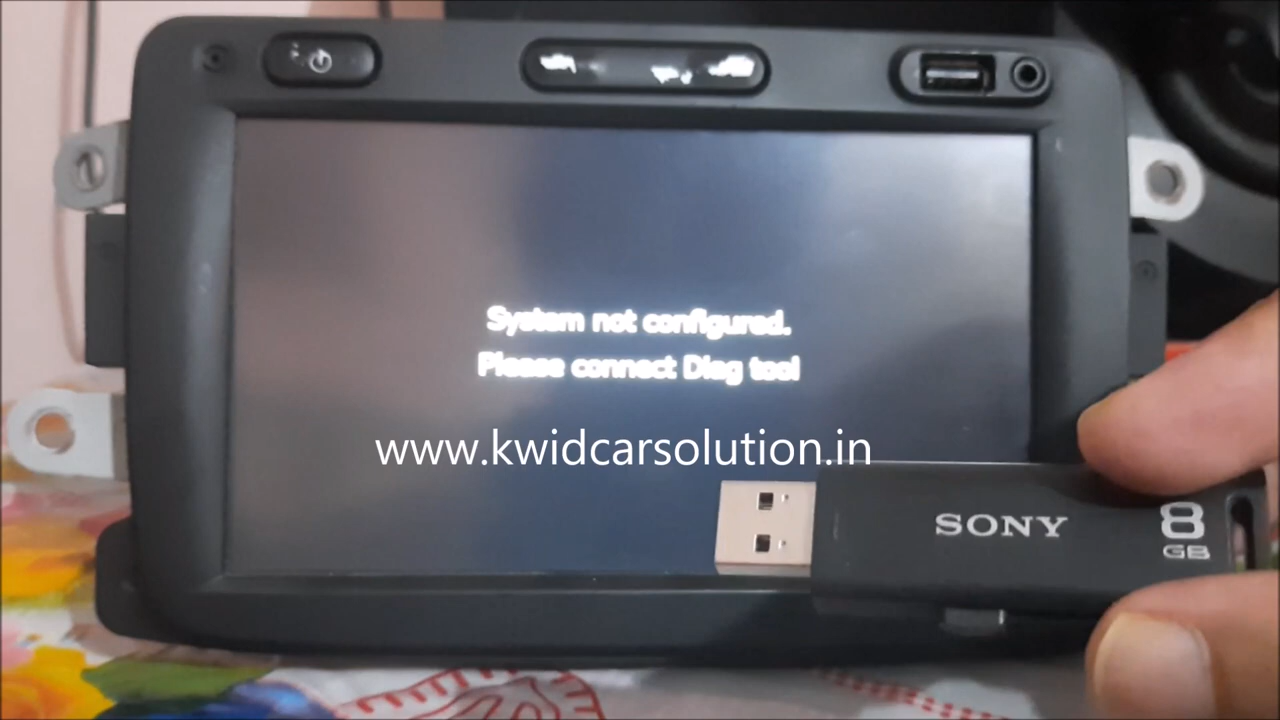 System not configured.
Please connect Diag tool
www.kwidcarsolution.in
SONY
8
GB